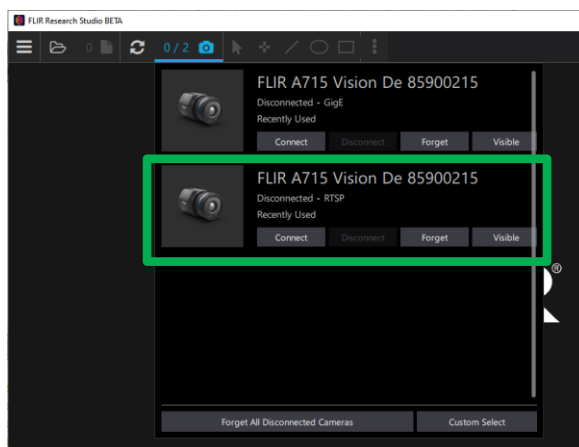 FLIR Research Studio BETA
0 0 / 2
FLIR A715 Vision De 85900215
Disconnected - GigE
Recently Used
Connect Disconnect Forget Visible
FLIR A715 Vision De 85900215
Disconnected - RTSP
Recently Used
Connect Disconnect Forget Visible
®
R
Forget All Disconnected Cameras Custom Select